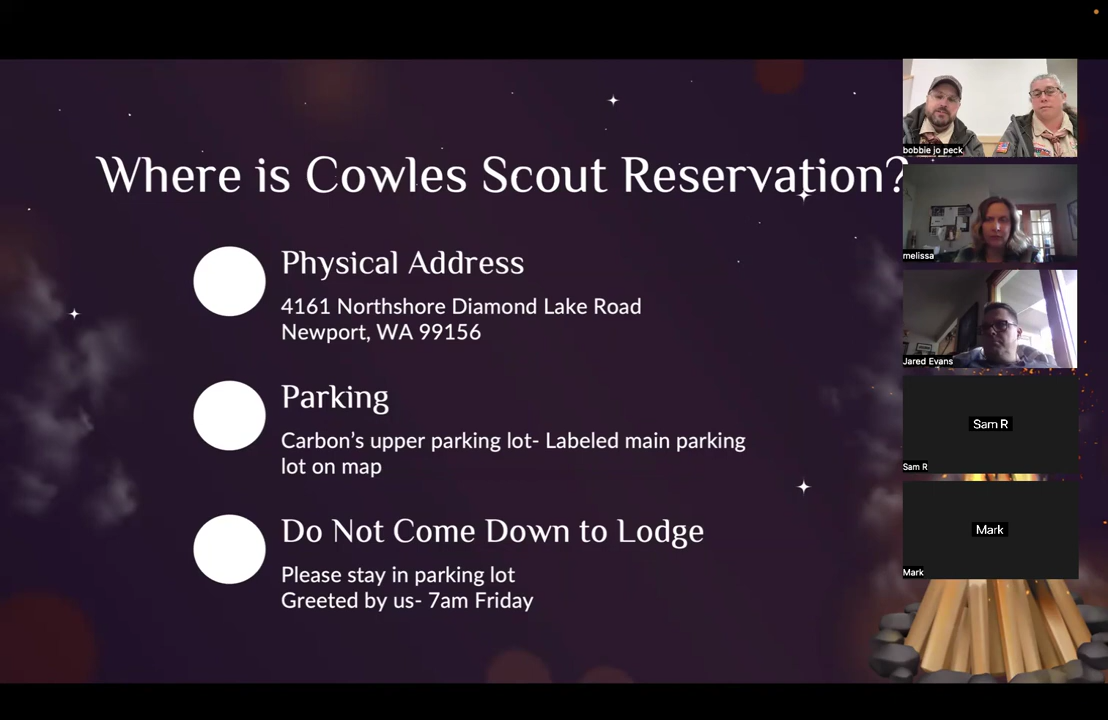 Where is Cowles Scout Reservation?
Physical Address
4161 Northshore Diamond Lake Road
Newport, WA 99156
Parking
Carbon's upper parking lot- Labeled main parking
lot on map
Do Not Come Down to Lodge
Please stay in parking lot
Greeted by us- 7am Friday
bobbie jo peck
melissa
Jared Evans
Sam R
Sam R
Mark
Mark